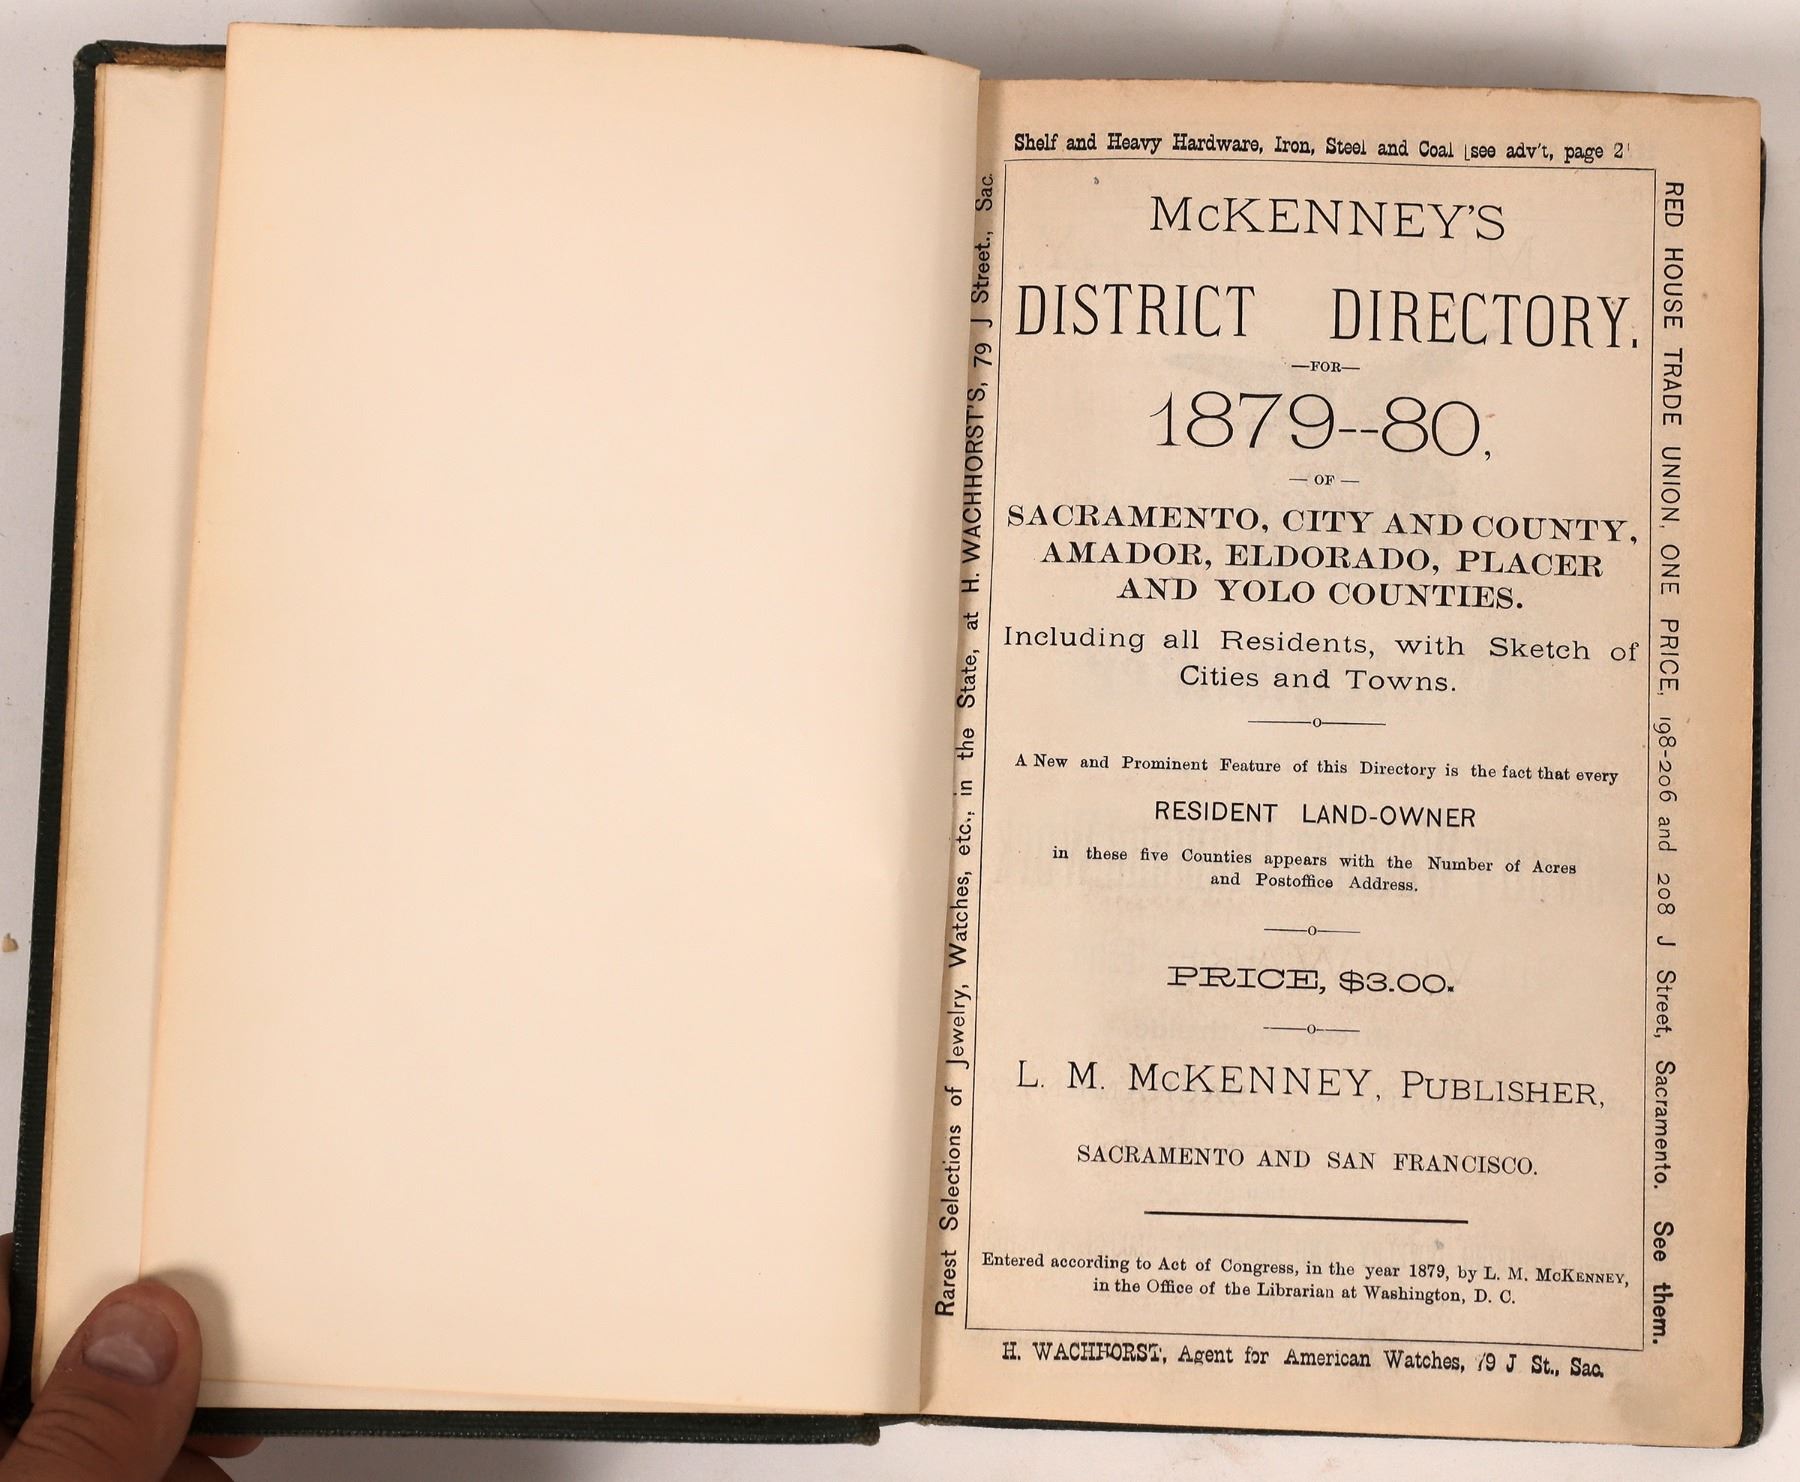 Shelf and Heavy Hardware, Iron, Steel and Coal [see adv't, page 2
McKENNEY'S
DISTRICT DIRECTORY.
—FOR—
1879--80,
— OF —
SACRAMENTO, CITY AND COUNTY,
AMADOR, ELDORADO, PLACER
AND YOLO COUNTIES.
Including all Residents, with Sketch of
Cities and Towns.
——o——
A New and Prominent Feature of this Directory is the fact that every
RESIDENT LAND-OWNER
in these five Counties appears with the Number of Acres
and Postoffice Address.
——o——
PRICE, $3.00.
——o——
L. M. McKENNEY, PUBLISHER,
SACRAMENTO AND SAN FRANCISCO.
Entered according to Act of Congress, in the year 1879, by L. M. McKENNEY,
in the Office of the Librarian at Washington, D. C.
H. WACHHORST, Agent for American Watches, 79 J St., Sac.
Rarest Selections of Jewelry, Watches, etc., in the State, at H. WACHHORST'S, 79 J Street., Sac.
RED HOUSE TRADE UNION, ONE PRICE, 198-206 and 208 J Street, Sacramento. See them.